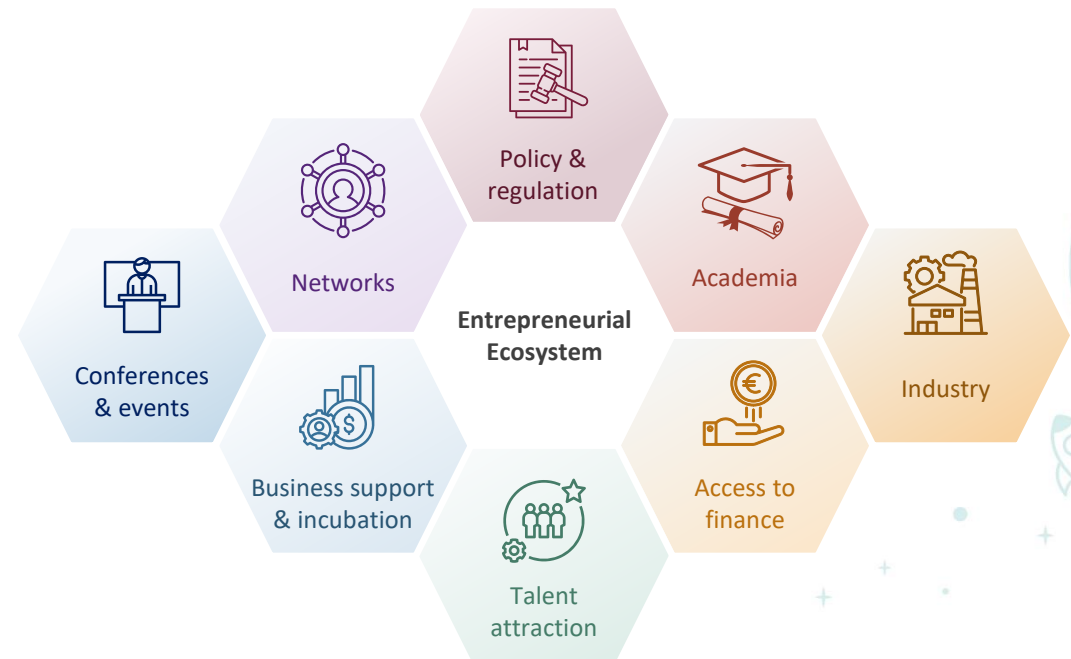 Policy &
regulation
Networks
Academia
Entrepreneurial
Ecosystem
Conferences
& events
Industry
€
$
Business support
& incubation
Access to
finance
Talent
attraction